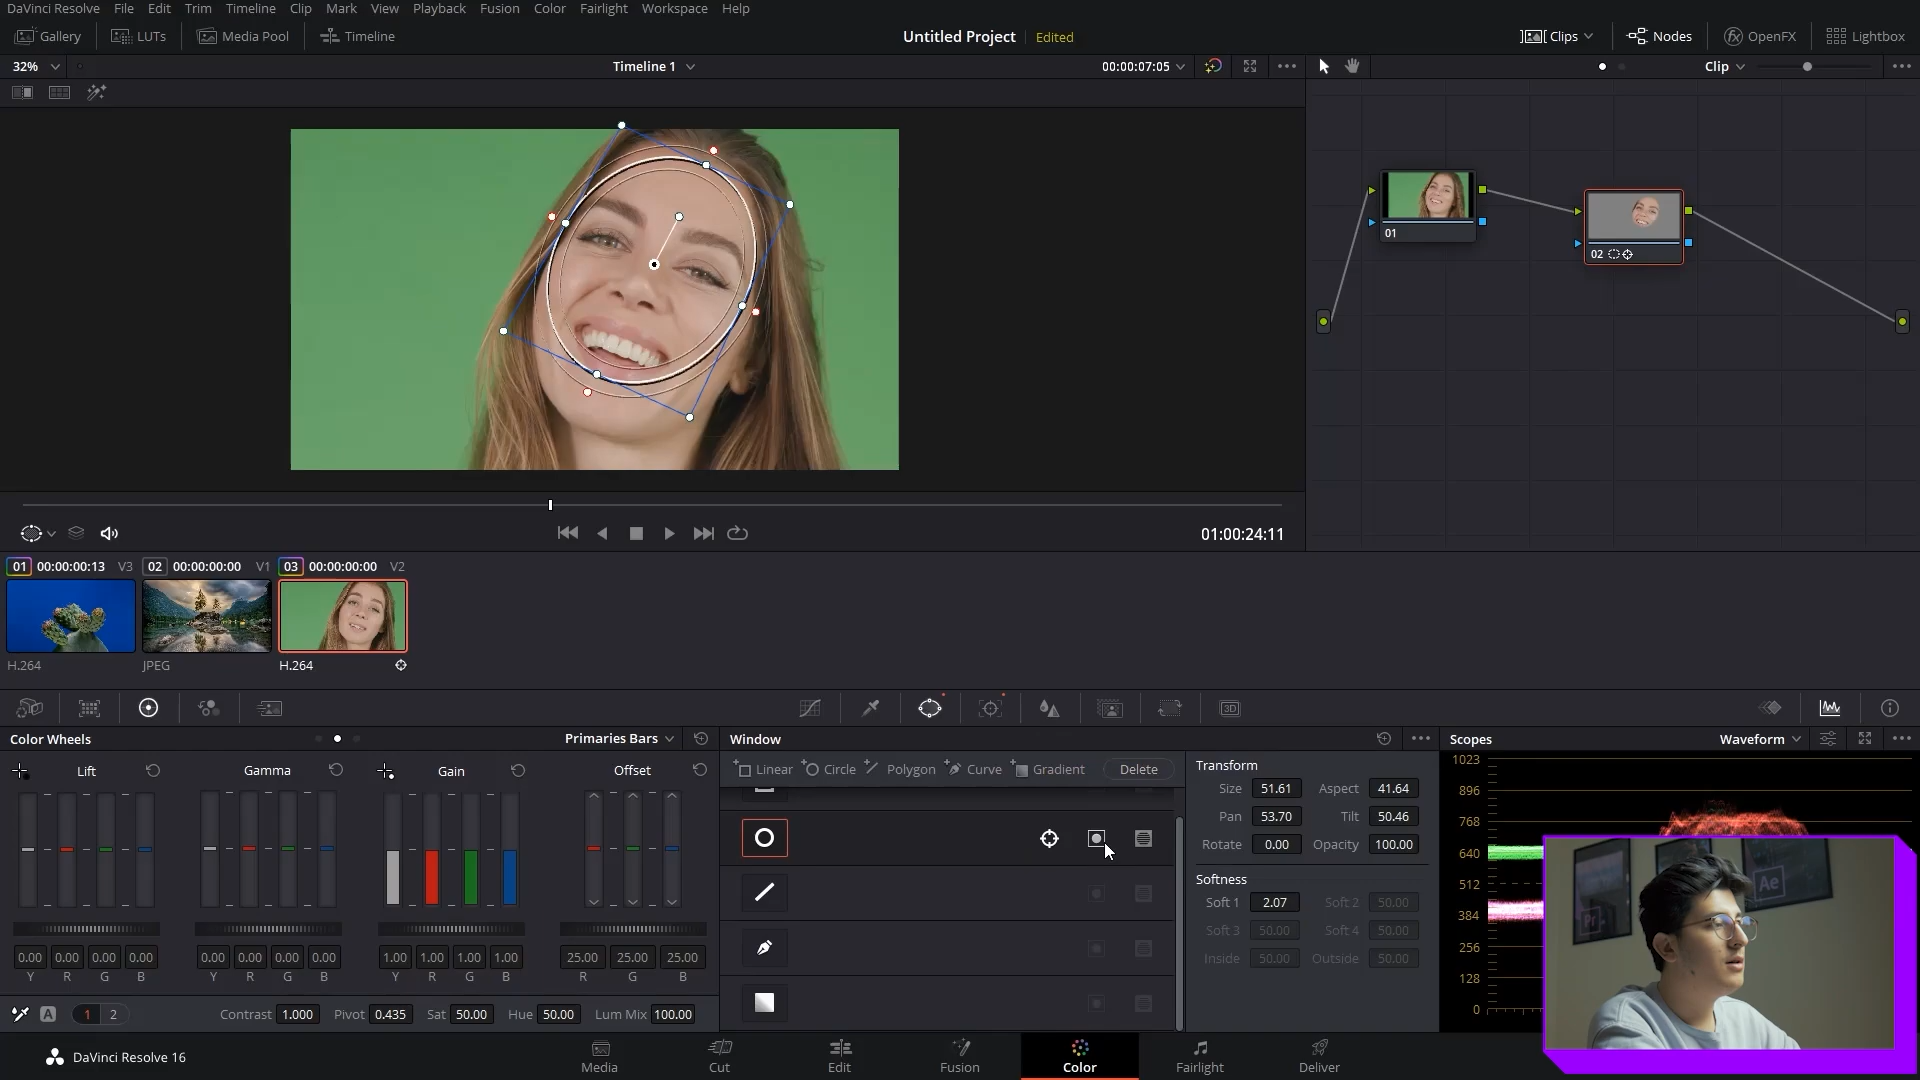 DaVinci Resolve File Edit Trim Timeline Clip Mark View Playback Fusion Color Fairlight Workspace Help
Gallery LUTs Media Pool Timeline Untitled Project Edited Clips Nodes OpenFX Lightbox
32% Timeline 1 00:00:07:05 Clip
01
02
01:00:24:11
01 00:00:00:13 V3 02 00:00:00:00 V1 03 00:00:00:00 V2
H.264 JPEG H.264
3D
Color Wheels Primaries Bars Window Scopes Waveform
Lift Gamma Gain Offset
Linear Circle Polygon Curve Gradient Delete
Transform
Size 51.61 Aspect 41.64
Pan 53.70 Tilt 50.46
Rotate 0.00 Opacity 100.00
Softness
Soft 1 2.07 Soft 2 50.00
Soft 3 50.00 Soft 4 50.00
Inside 50.00 Outside 50.00
1023
896
768
640
512
384
256
128
0
Pr
Ae
0.00 0.00 0.00 0.00 0.00 0.00 0.00 0.00 1.00 1.00 1.00 1.00 25.00 25.00 25.00
Y R G B Y R G B Y R G B R G B
A 1 2 Contrast 1.000 Pivot 0.435 Sat 50.00 Hue 50.00 Lum Mix 100.00
DaVinci Resolve 16 Media Cut Edit Fusion Color Fairlight Deliver